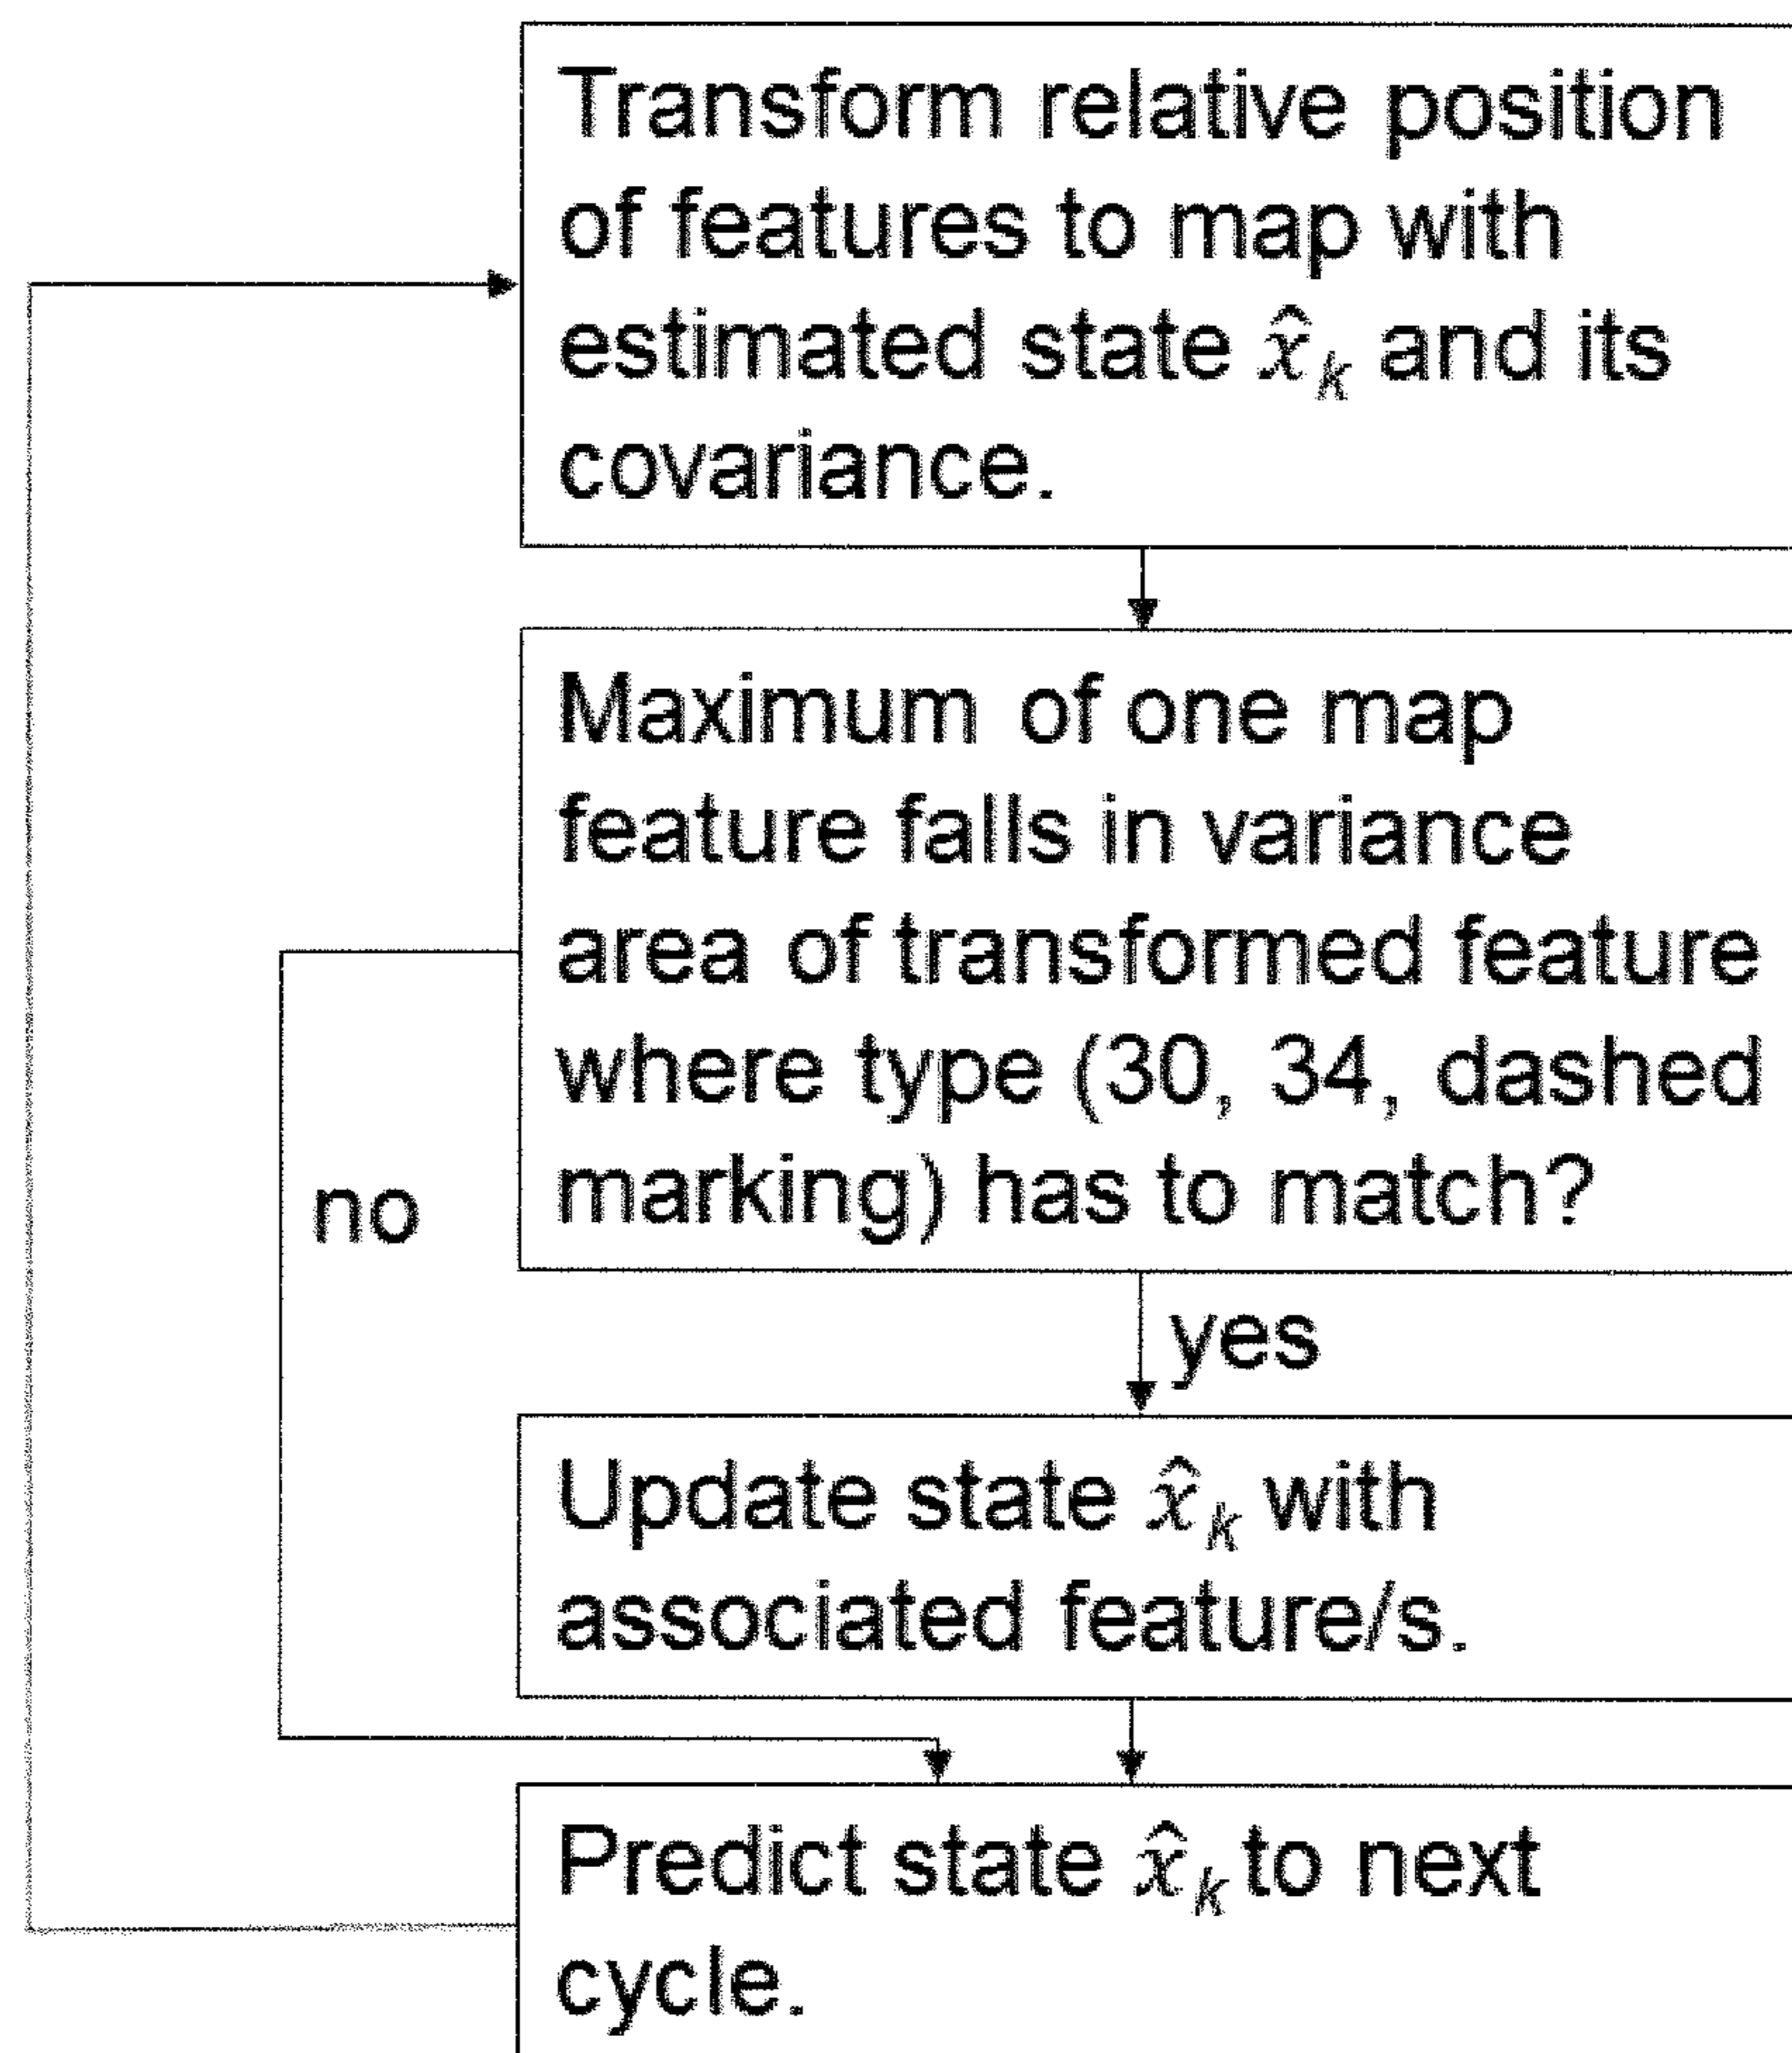 Transform relative position
of features to map with
estimated state x̂ₖ and its
covariance.
Maximum of one map
feature falls in variance
area of transformed feature
where type (30, 34, dashed
marking) has to match?
no
yes
Update state x̂ₖ with
associated feature/s.
Predict state x̂ₖ to next
cycle.